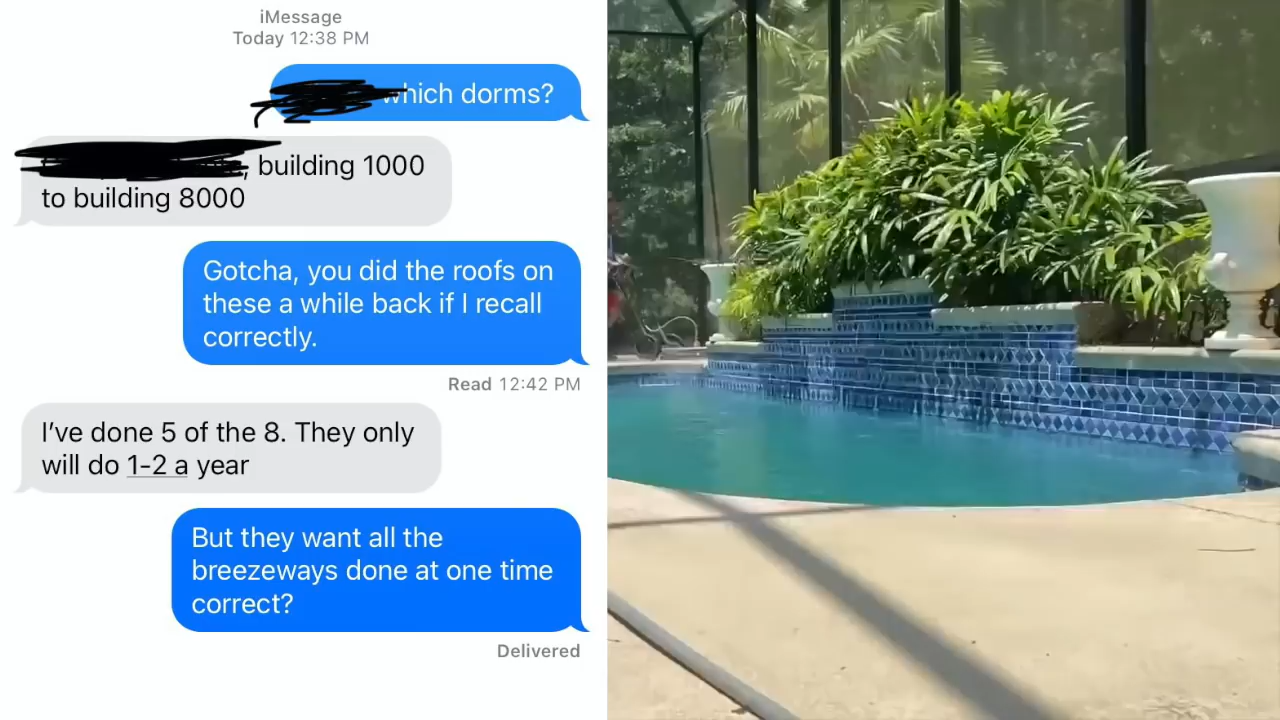 iMessage
Today 12:38 PM
which dorms?
, building 1000
to building 8000
Gotcha, you did the roofs on
these a while back if I recall
correctly.
Read 12:42 PM
I’ve done 5 of the 8. They only
will do 1-2 a year
But they want all the
breezeways done at one time
correct?
Delivered